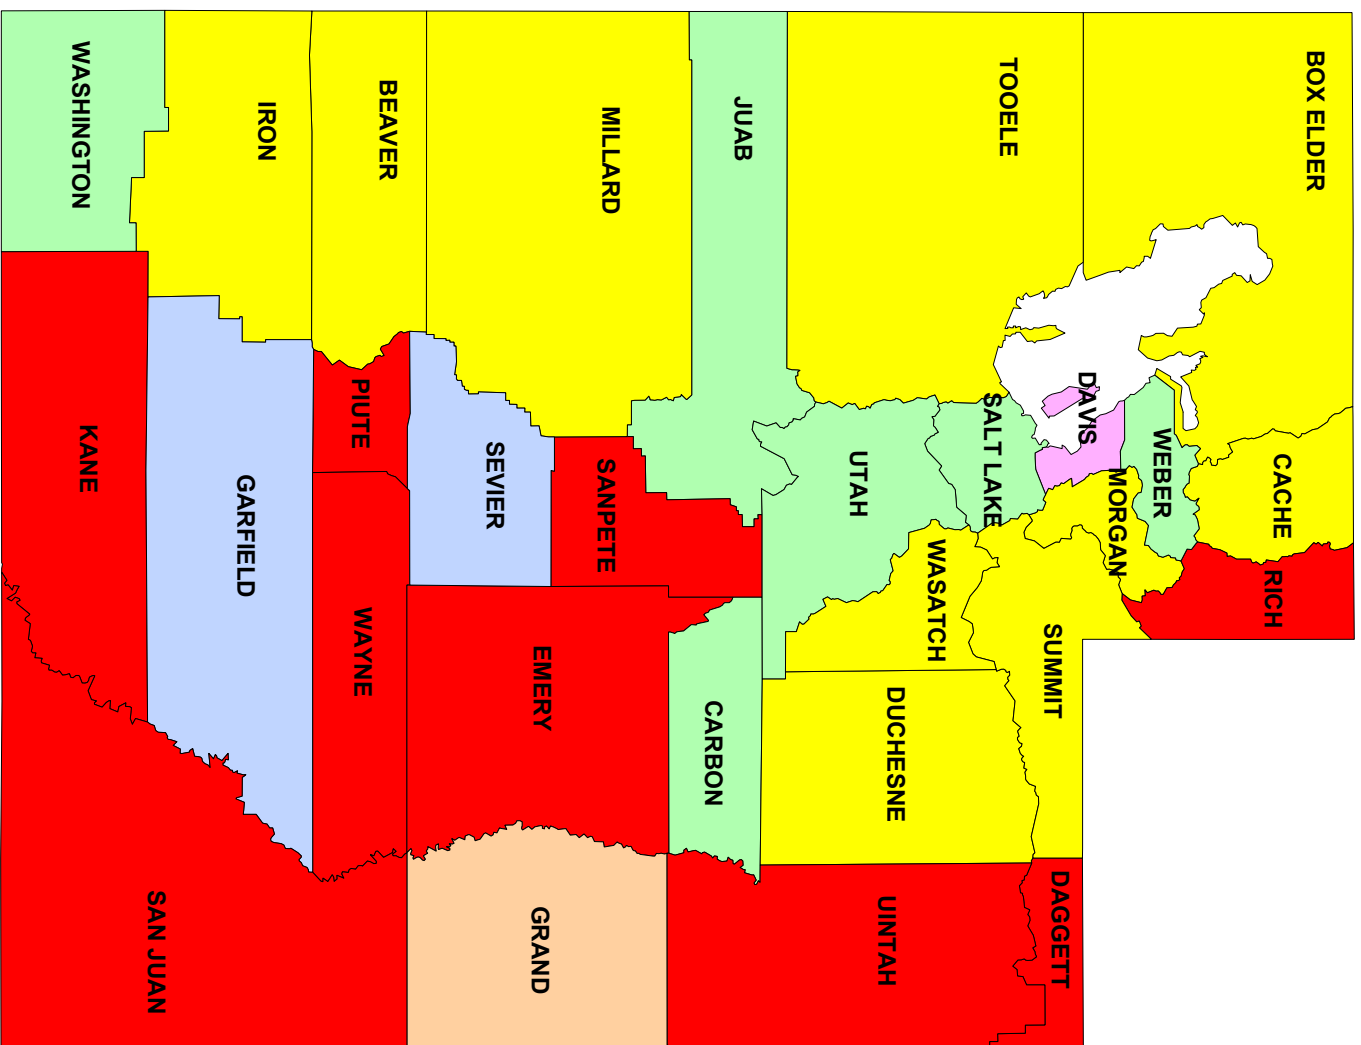 BOX ELDER
TOOELE
JUAB
MILLARD
BEAVER
IRON
WASHINGTON
CACHE
RICH
WEBER
DAVIS
MORGAN
SALT LAKE
SUMMIT
UTAH
WASATCH
DUCHESNE
DAGGETT
UINTAH
SANPETE
CARBON
SEVIER
EMERY
GRAND
PIUTE
WAYNE
GARFIELD
KANE
SAN JUAN